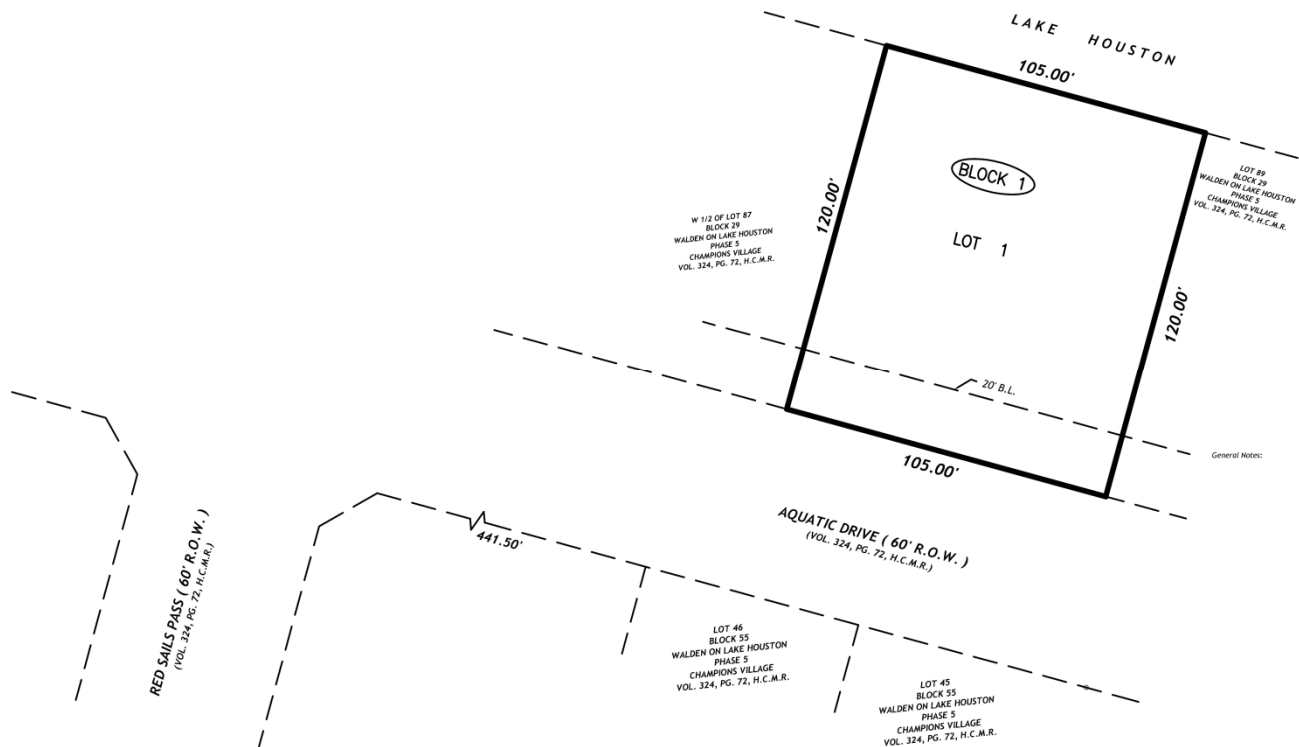 LAKE HOUSTON
105.00'
BLOCK 1
LOT 1
120.00'
120.00'
LOT 89
BLOCK 29
WALDEN ON LAKE HOUSTON
PHASE 5
CHAMPIONS VILLAGE
VOL. 324, PG. 72, H.C.M.R.
W 1/2 OF LOT 87
BLOCK 29
WALDEN ON LAKE HOUSTON
PHASE 5
CHAMPIONS VILLAGE
VOL. 324, PG. 72, H.C.M.R.
20' B.L.
General Notes:
105.00'
AQUATIC DRIVE ( 60' R.O.W. )
(VOL. 324, PG. 72, H.C.M.R.)
441.50'
RED SAILS PASS ( 60' R.O.W. )
(VOL. 324, PG. 72, H.C.M.R.)
LOT 46
BLOCK 55
WALDEN ON LAKE HOUSTON
PHASE 5
CHAMPIONS VILLAGE
VOL. 324, PG. 72, H.C.M.R.
LOT 45
BLOCK 55
WALDEN ON LAKE HOUSTON
PHASE 5
CHAMPIONS VILLAGE
VOL. 324, PG. 72, H.C.M.R.